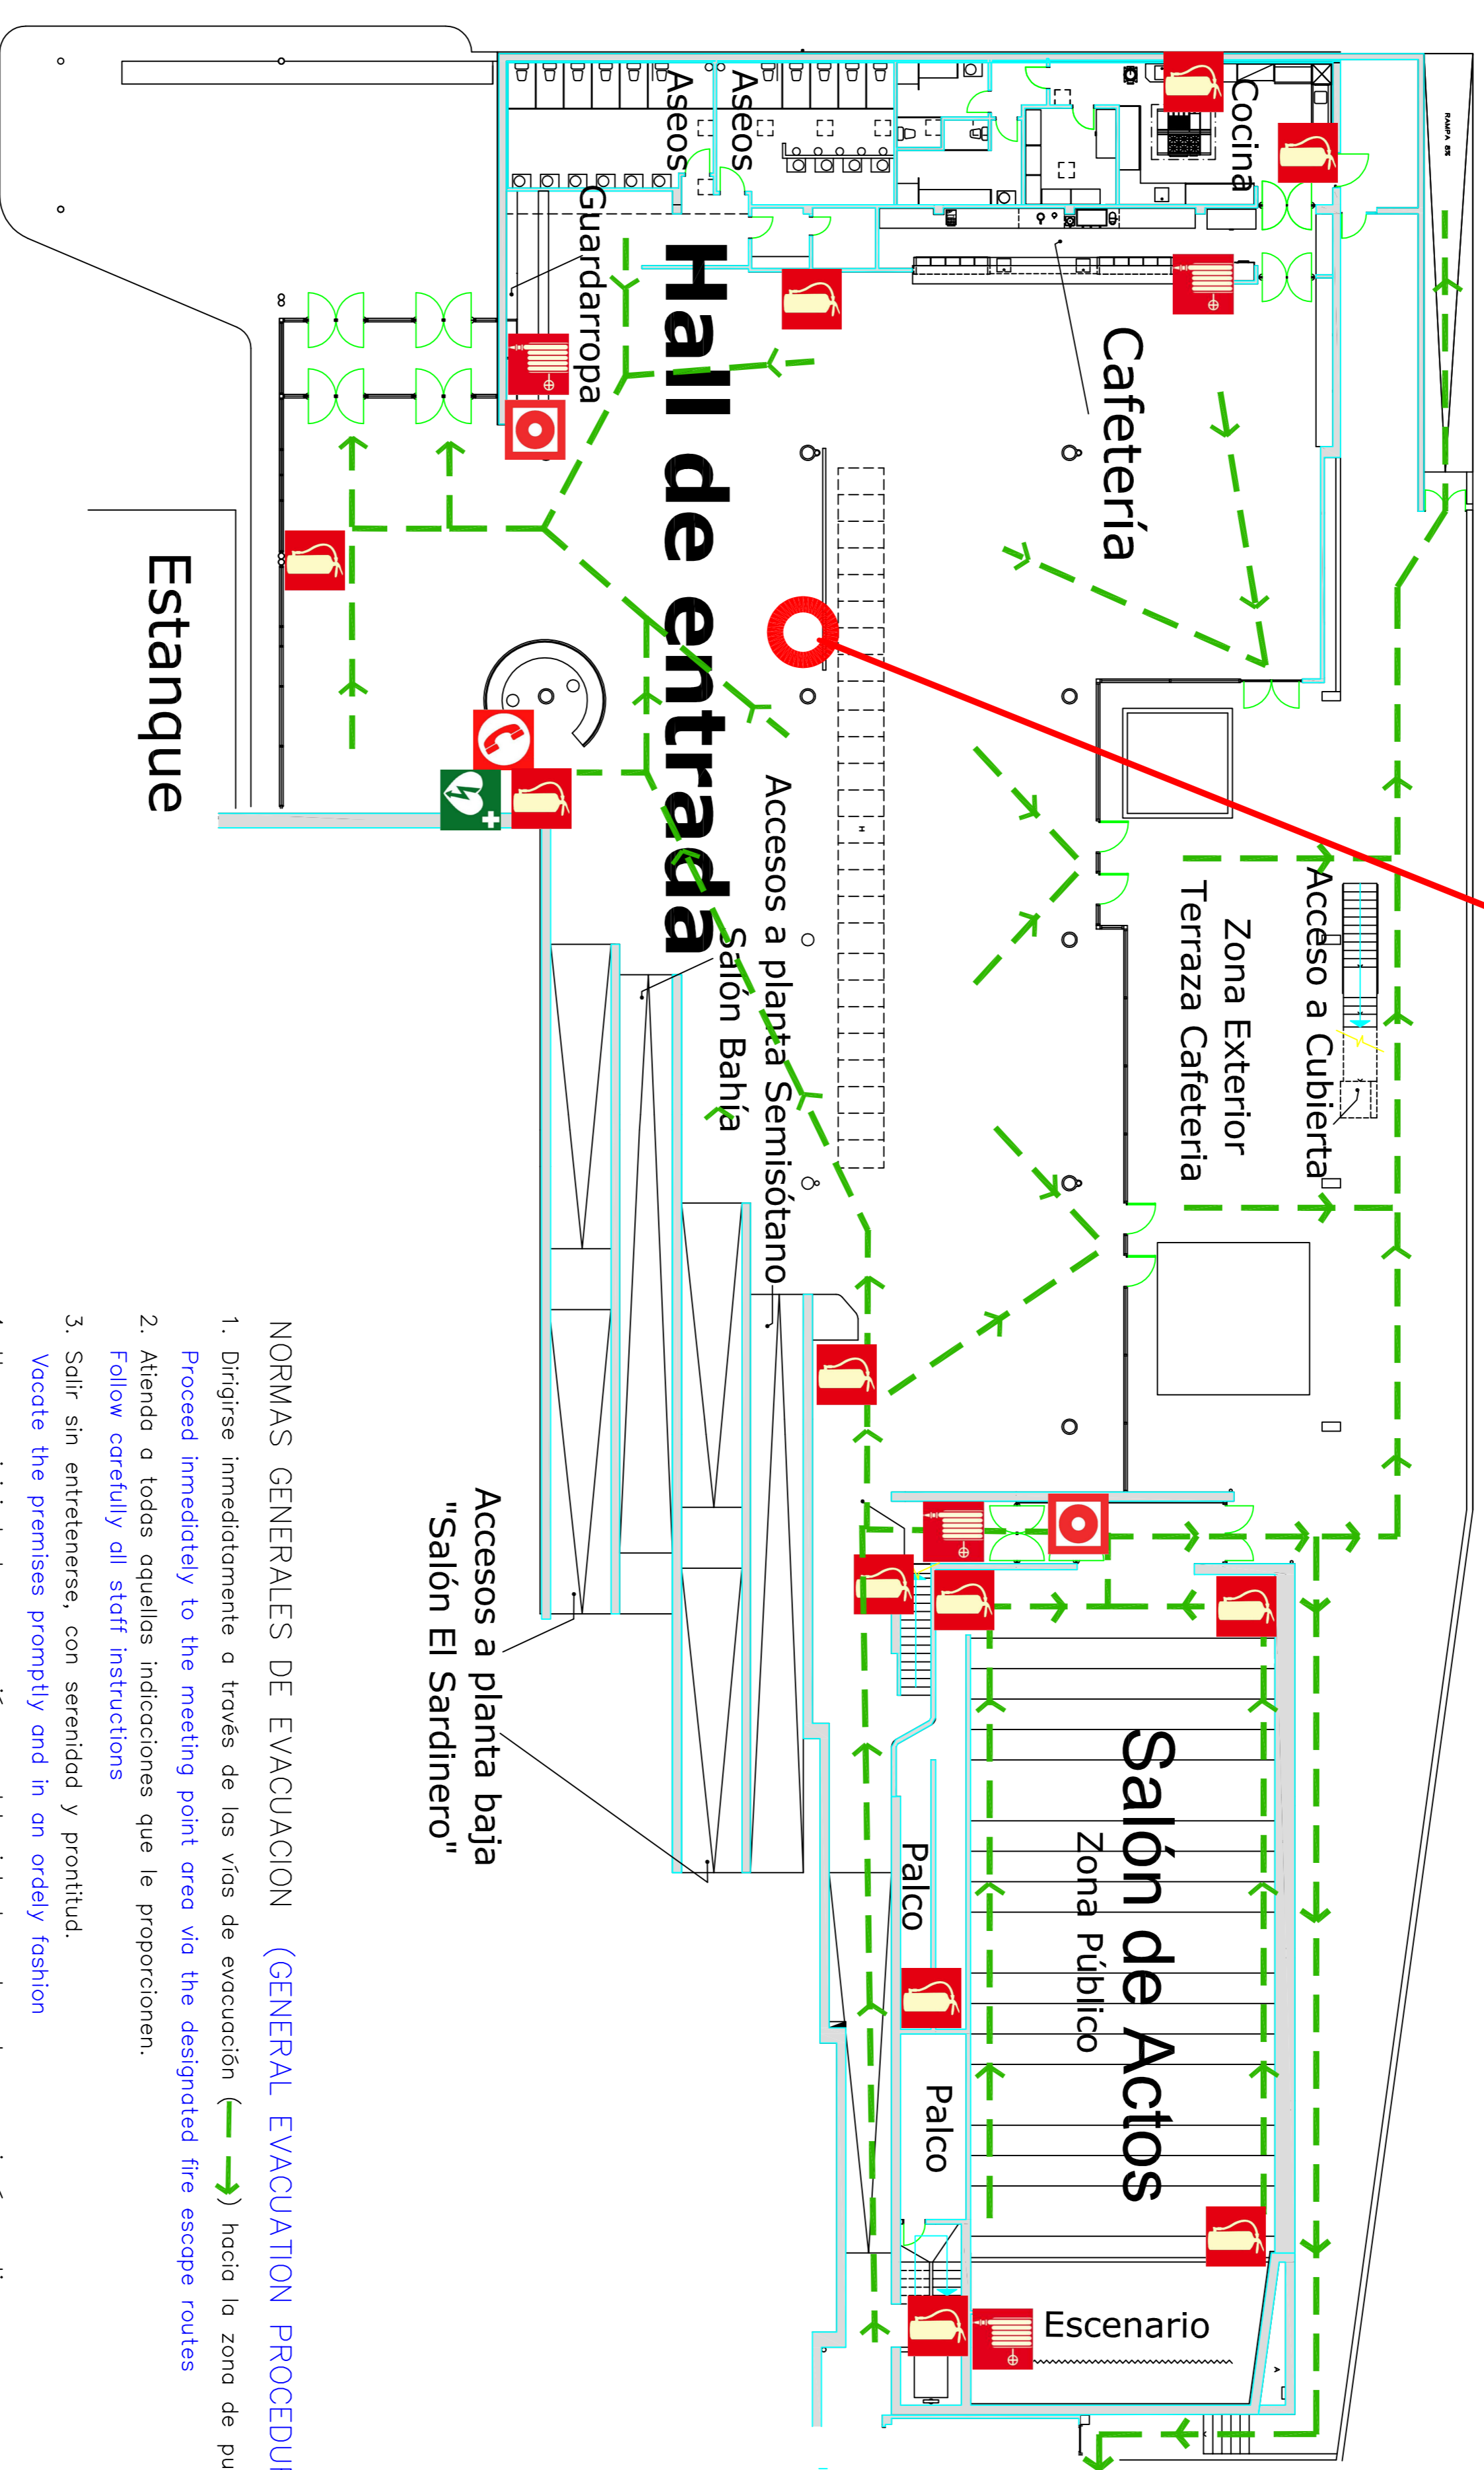 RAMPA 8%
Cocina
Aseos
Aseos
Guardarropa
Cafetería
Hall de entrada
Estanque
Acceso a Cubierta
Zona Exterior
Terraza Cafeteria
H
Accesos a planta Semisótano
Salón Bahía
Accesos a planta baja
"Salón El Sardinero"
Salón de Actos
Zona Público
Palco
Palco
Escenario
A
NORMAS GENERALES DE EVACUACION (GENERAL EVACUATION PROCEDU
1. Dirigirse inmediatamente a través de las vías de evacuación ( ) hacia la zona de pu
Proceed inmediately to the meeting point area via the designated fire escape routes
2. Atienda a todas aquellas indicaciones que le proporcionen.
Follow carefully all staff instructions
3. Salir sin entretenerse, con serenidad y prontitud.
Vacate the premises promptly and in an ordely fashion